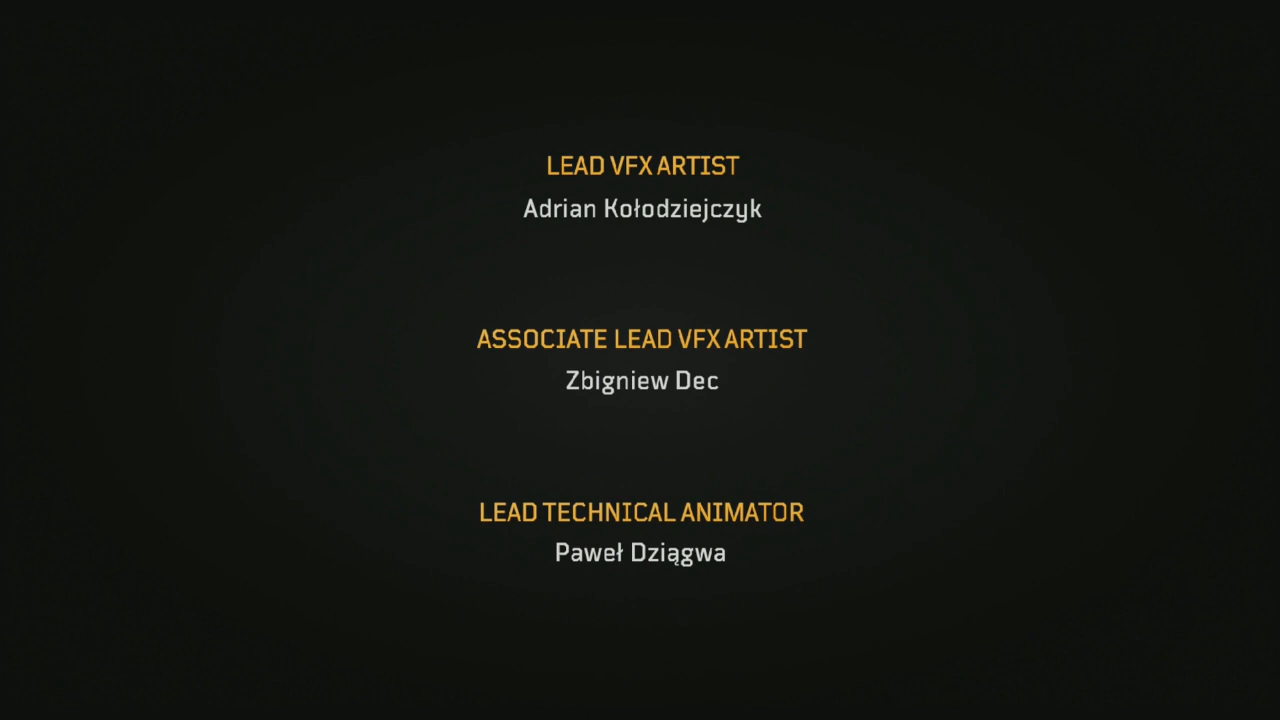 LEAD VFX ARTIST
Adrian Kołodziejczyk
ASSOCIATE LEAD VFX ARTIST
Zbigniew Dec
LEAD TECHNICAL ANIMATOR
Paweł Dziągwa